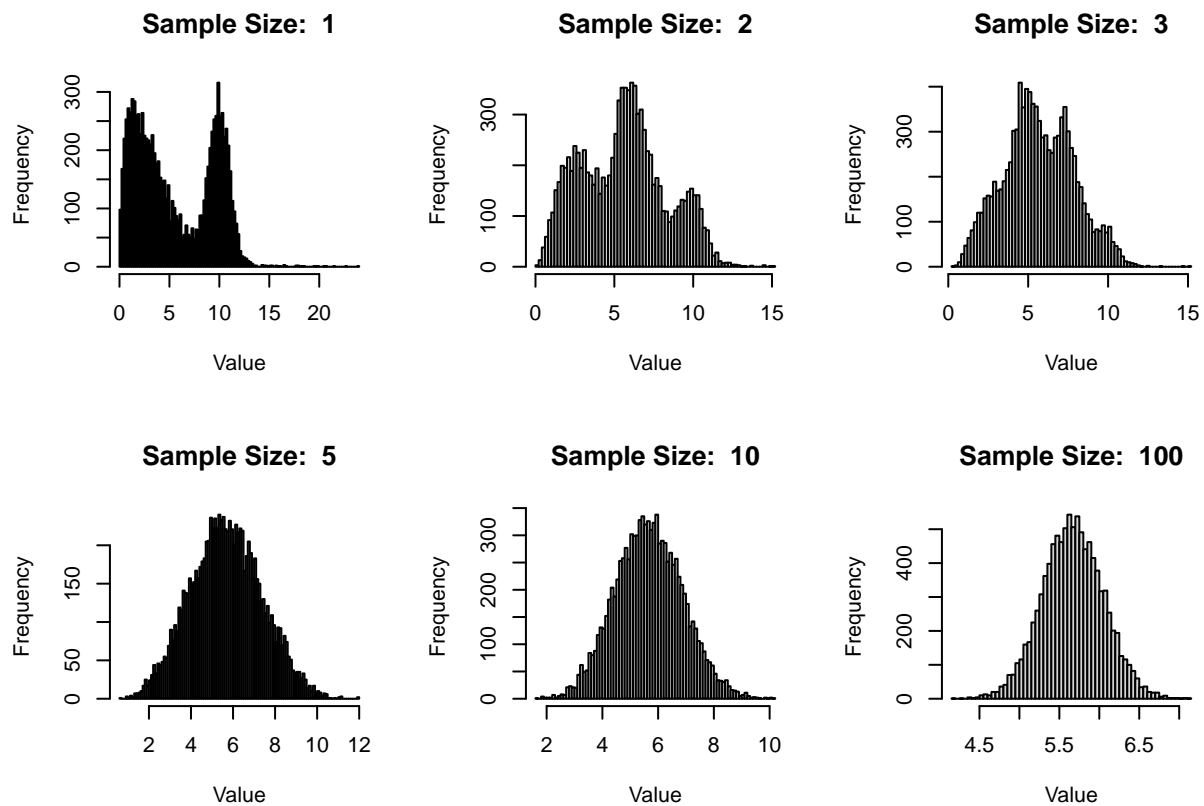 Sample Size: 1
Frequency
0
100
200
300
0 5 10 15 20
Value
Sample Size: 2
Frequency
0
100
300
0 5 10 15
Value
Sample Size: 3
Frequency
0
100
300
0 5 10 15
Value
Sample Size: 5
Frequency
0
50
150
2 4 6 8 10 12
Value
Sample Size: 10
Frequency
0
100
200
300
2 4 6 8 10
Value
Sample Size: 100
Frequency
0
200
400
4.5 5.5 6.5
Value